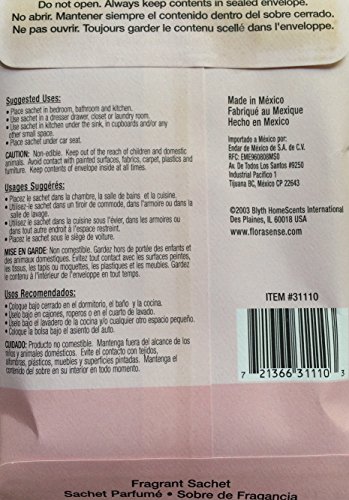 Do not open. Always keep contents in sealed envelope.
No abrir. Mantener siempre el contenido dentro del sobre cerrado.
Ne pas ouvrir. Toujours garder le contenu scellé dans l'enveloppe.
Suggested Uses:
• Place sachet in bedroom, bathroom and kitchen.
• Use sachet in a dresser drawer, closet or laundry room.
• Use sachet in kitchen under the sink, in cupboards and/or any
other small space.
• Place sachet under car seat.
CAUTION: Non-edible. Keep out of the reach of children and domestic
animals. Avoid contact with painted surfaces, fabrics, carpet, plastics and
furniture. Keep contents of envelope inside at all times.
Usages Suggérés:
• Placez le sachet dans la chambre, la salle de bains et la cuisine.
• Utilisez-le sachet dans un tiroir de commode, dans l'armoire ou dans la
salle de lavage.
• Utilisez le sachet dans la cuisine sous l'évier, dans les armoires ou
dans tout autre endroit à l'espace restreint.
• Placez le sachet sous le siège de voiture.
MISE EN GARDE: Non comestible. Gardez hors de portée des enfants et
des animaux domestiques. Evitez tout contact avec les surfaces peintes,
les tissus, les tapis ou moquettes, les plastiques et les meubles. Gardez
le contenu à l'intérieur de l'enveloppe en tout temps.
Usos Recomendados:
• Coloque bajo cerrado en el dormitorio, el baño y la cocina.
• Uselo bajo en cajones, roperos o en el cuarto de lavado.
• Uselo bajo el lavadero de la cocina y/o cualquier otro espacio pequeño.
• Coloque la bolsa bajo el asiento del auto.
CUIDADO: Producto no comestible. Mantenga fuera del alcance de los
niños y animales domésticos. Evite el contacto con tejidos,
alfombras, plásticos, muebles y superficies pintadas. Mantenga el
contenido del sobre en su interior en todo momento.
Made in México
Fabriqué au Mexique
Hecho en Mexico
Importado a México por:
Endar de México S.A. de C.V.
RFC: EME960808MS0
Av. De Todos Los Santos #9250
Industrial Pacifico 1
Tijuana BC, México CP 22643
©2003 Blyth HomeScents International
Des Plaines, IL 60018 USA
www.florasense.com
ITEM #31110
7 21366 31110 3
Fragrant Sachet
Sachet Parfumé • Sobre de Fragancia